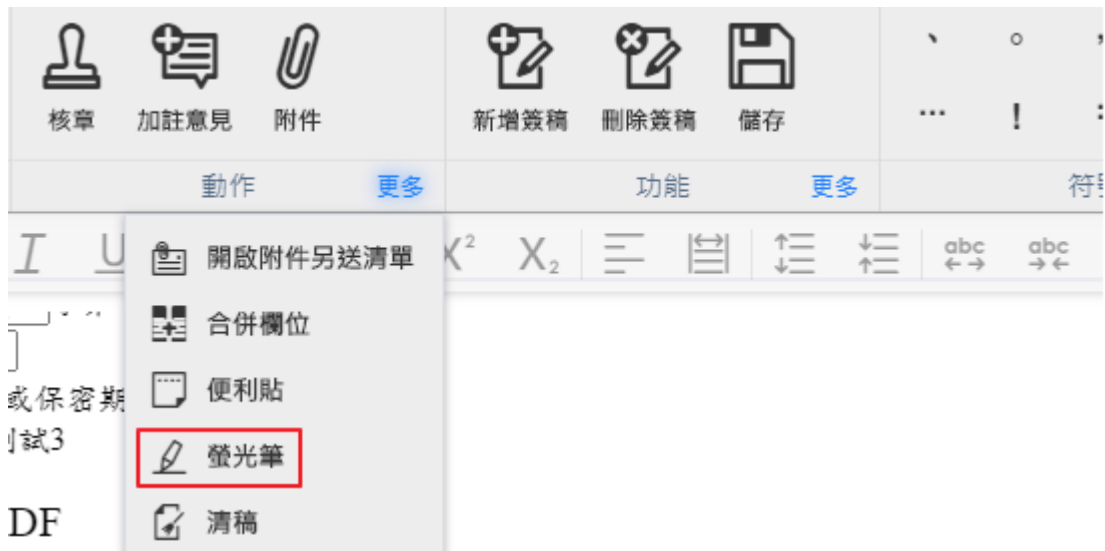 核章 加註意見 附件 新增簽稿 刪除簽稿 儲存
、 。
… ! :
動作 更多 功能 更多 符
I U X² X₂ abc abc
開啟附件另送清單
合併欄位
便利貼
或保密期
試3
螢光筆
DF
清稿